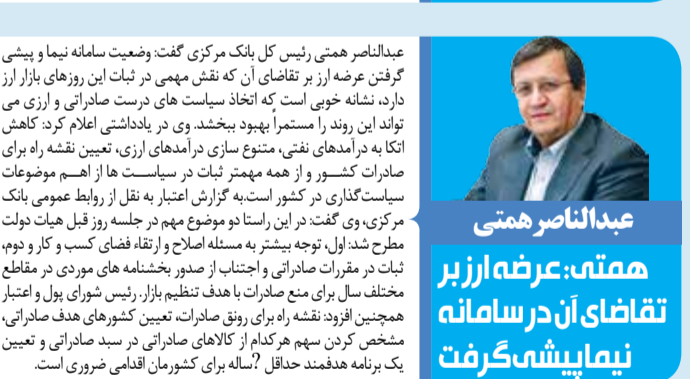 عبدالناصر همتی
همتی: عرضه ارز بر
تقاضای آن در سامانه
نیما پیشی گرفت
عبدالناصر همتی رئیس کل بانک مرکزی گفت: وضعیت سامانه نیما و پیشی
گرفتن عرضه ارز بر تقاضای آن که نقش مهمی در ثبات این روزهای بازار ارز
دارد، نشانه خوبی است که اتخاذ سیاست های درست صادراتی و ارزی می
تواند این روند را مستمراً بهبود ببخشد. وی در یادداشتی اعلام کرد: کاهش
اتکا به درآمدهای نفتی، متنوع سازی درآمدهای ارزی، تعیین نقشه راه برای
صادرات کشور و از همه مهمتر ثبات در سیاست ها از اهم موضوعات
سیاست‌گذاری در کشور است.به گزارش اعتبار به نقل از روابط عمومی بانک
مرکزی، وی گفت: در این راستا دو موضوع مهم در جلسه روز قبل هیات دولت
مطرح شد: اول، توجه بیشتر به مسئله اصلاح و ارتقاء فضای کسب و کار و دوم،
ثبات در مقررات صادراتی و اجتناب از صدور بخشنامه های موردی در مقاطع
مختلف سال برای منع صادرات با هدف تنظیم بازار. رئیس شورای پول و اعتبار
همچنین افزود: نقشه راه برای رونق صادرات، تعیین کشورهای هدف صادراتی،
مشخص کردن سهم هرکدام از کالاهای صادراتی در سبد صادراتی و تعیین
یک برنامه هدفمند حداقل ?ساله برای کشورمان اقدامی ضروری است.